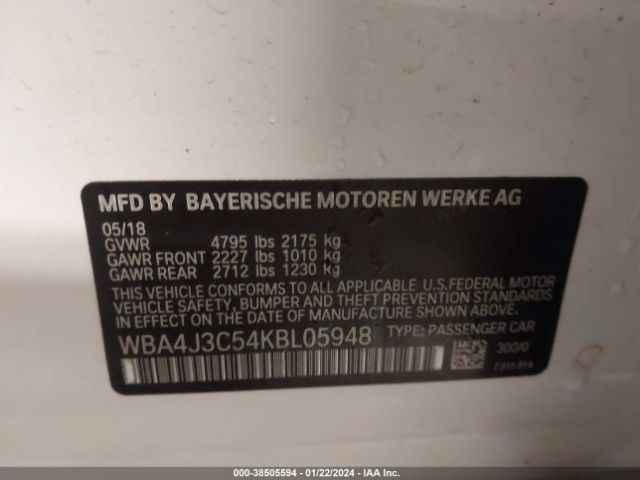 MFD BY BAYERISCHE MOTOREN WERKE AG
05/18
GVWR 4795 lbs 2175 kg
GAWR FRONT 2227 lbs 1010 kg
GAWR REAR 2712 lbs 1230 kg
THIS VEHICLE CONFORMS TO ALL APPLICABLE U.S.FEDERAL MOTOR
VEHICLE SAFETY, BUMPER AND THEFT PREVENTION STANDARDS IN
EFFECT ON THE DATE OF MANUFACTURE SHOWN ABOVE.
WBA4J3C54KBL05948 TYPE: PASSENGER CAR
300/0
7 319 814
000-38505594 - 01/22/2024 - IAA Inc.